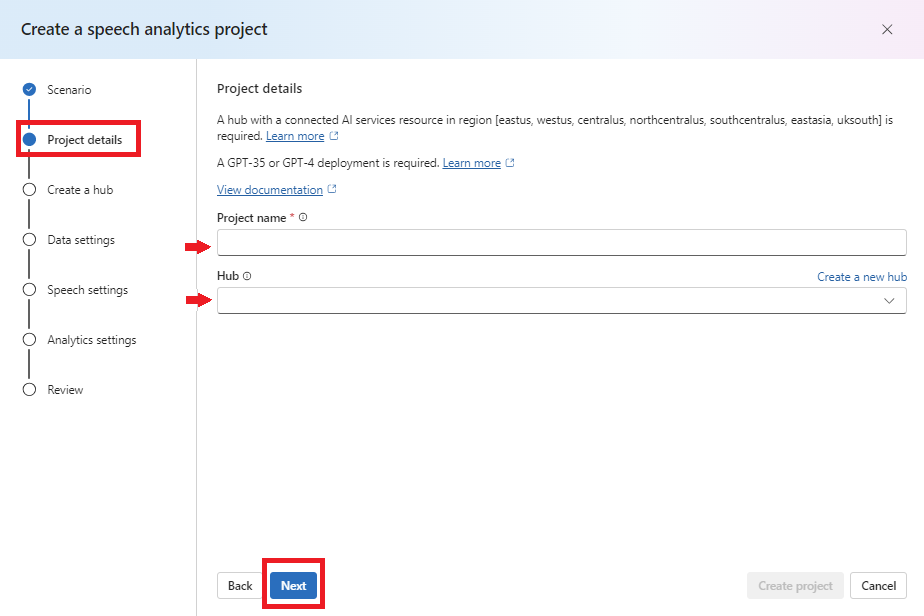 Create a speech analytics project
Scenario
Project details
Create a hub
Data settings
Speech settings
Analytics settings
Review
Project details
A hub with a connected AI services resource in region [eastus, westus, centralus, northcentralus, southcentralus, eastasia, uksouth] is
required. Learn more
A GPT-35 or GPT-4 deployment is required. Learn more
View documentation
Project name *
Hub
Create a new hub
Back
Next
Create project
Cancel